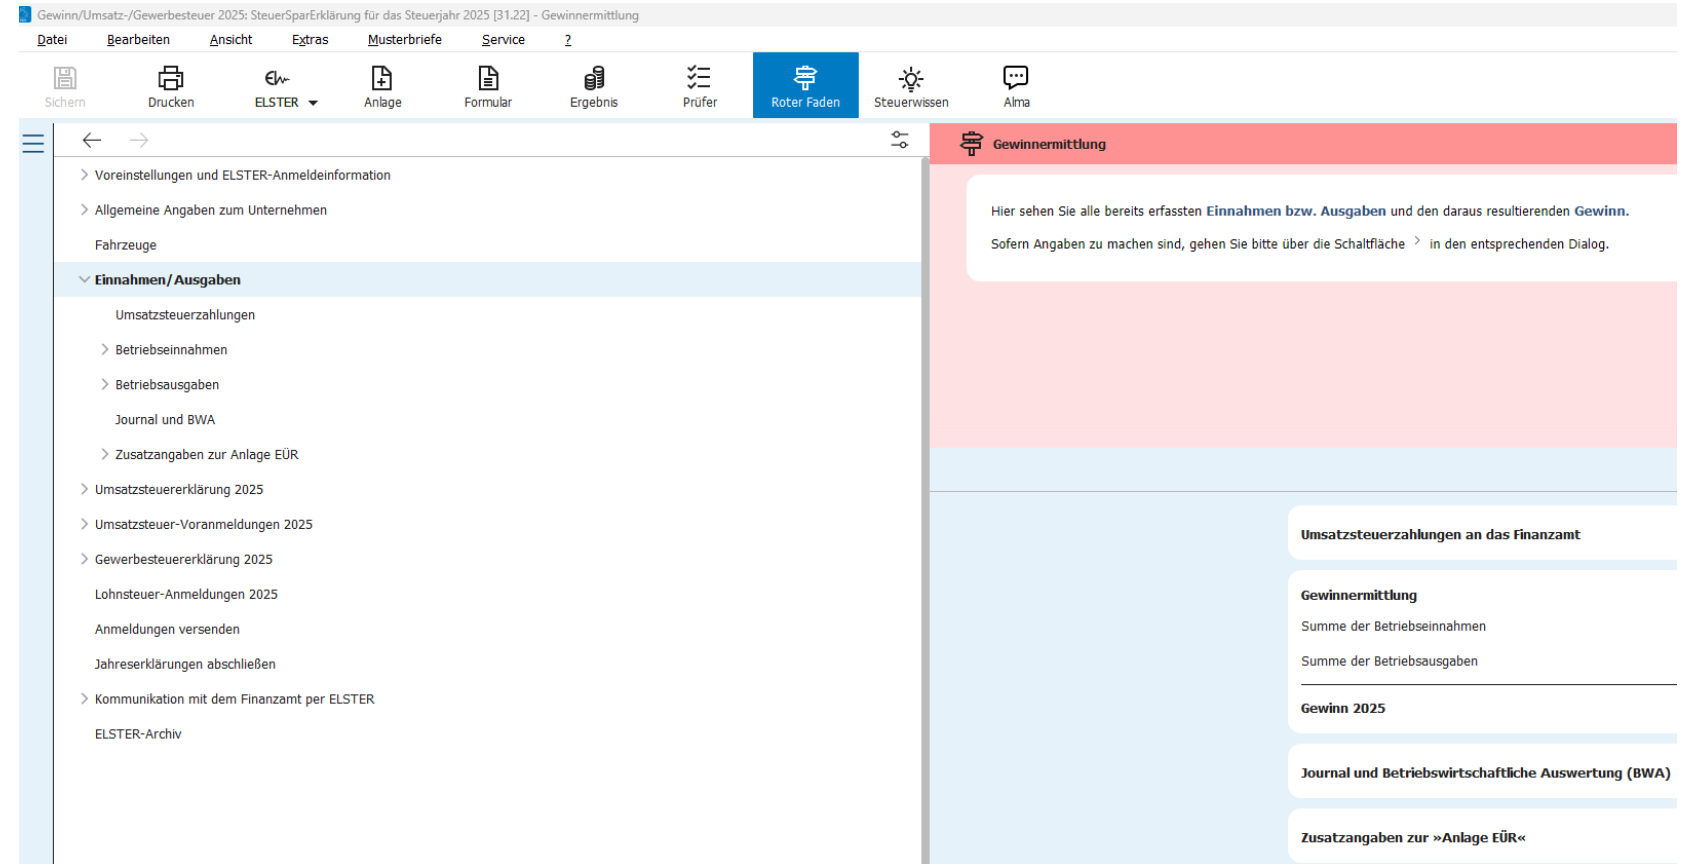 Gewinn/Umsatz-/Gewerbesteuer 2025: SteuerSparErklärung für das Steuerjahr 2025 [31.22] - Gewinnermittlung
Datei Bearbeiten Ansicht Extras Musterbriefe Service ?
Sichern Drucken ELSTER Anlage Formular Ergebnis Prüfer Roter Faden Steuerwissen Alma
Voreinstellungen und ELSTER-Anmeldeinformation
Allgemeine Angaben zum Unternehmen
Fahrzeuge
Einnahmen/Ausgaben
Umsatzsteuerzahlungen
Betriebseinnahmen
Betriebsausgaben
Journal und BWA
Zusatzangaben zur Anlage EÜR
Umsatzsteuererklärung 2025
Umsatzsteuer-Voranmeldungen 2025
Gewerbesteuererklärung 2025
Lohnsteuer-Anmeldungen 2025
Anmeldungen versenden
Jahreserklärungen abschließen
Kommunikation mit dem Finanzamt per ELSTER
ELSTER-Archiv
Gewinnermittlung
Hier sehen Sie alle bereits erfassten Einnahmen bzw. Ausgaben und den daraus resultierenden Gewinn.
Sofern Angaben zu machen sind, gehen Sie bitte über die Schaltfläche > in den entsprechenden Dialog.
Umsatzsteuerzahlungen an das Finanzamt
Gewinnermittlung
Summe der Betriebseinnahmen
Summe der Betriebsausgaben
Gewinn 2025
Journal und Betriebswirtschaftliche Auswertung (BWA)
Zusatzangaben zur »Anlage EÜR«